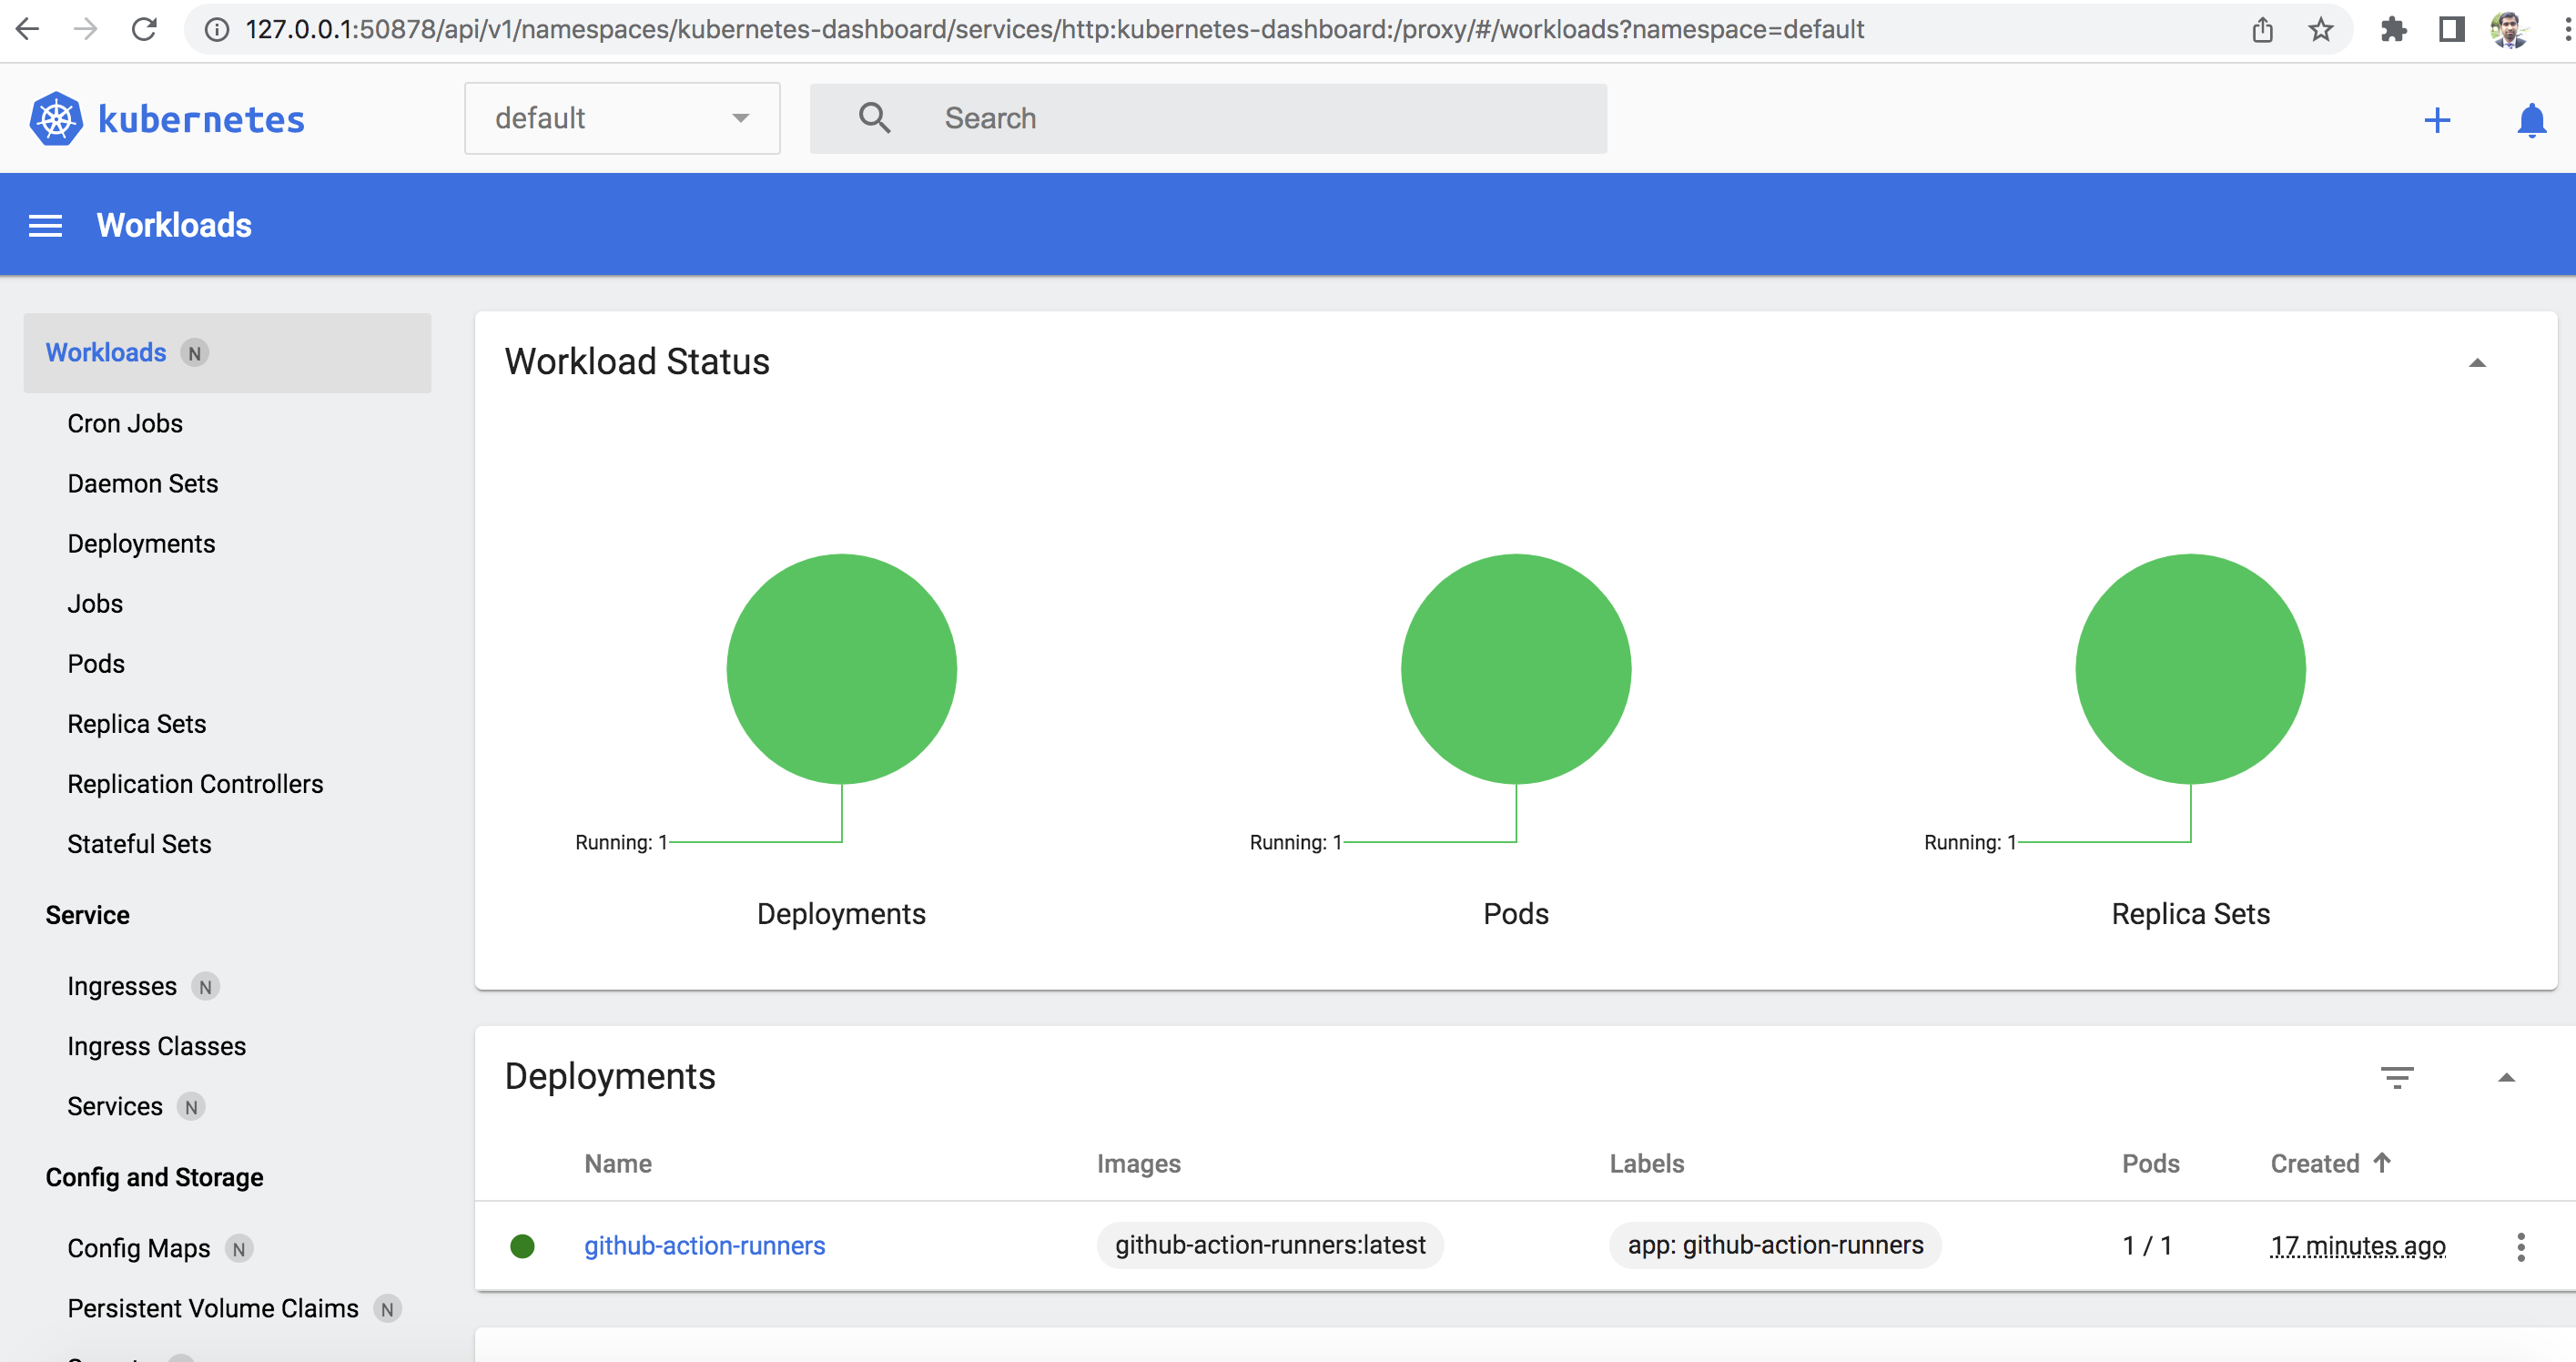 127.0.0.1:50878/api/v1/namespaces/kubernetes-dashboard/services/http:kubernetes-dashboard:/proxy/#/workloads?namespace=default
kubernetes
default
Search
Workloads
Workloads N
Cron Jobs
Daemon Sets
Deployments
Jobs
Pods
Replica Sets
Replication Controllers
Stateful Sets
Service
Ingresses N
Ingress Classes
Services N
Config and Storage
Config Maps N
Persistent Volume Claims N
Workload Status
Running: 1
Deployments
Running: 1
Pods
Running: 1
Replica Sets
Deployments
Name Images Labels Pods Created
github-action-runners github-action-runners:latest app: github-action-runners 1 / 1 17 minutes ago